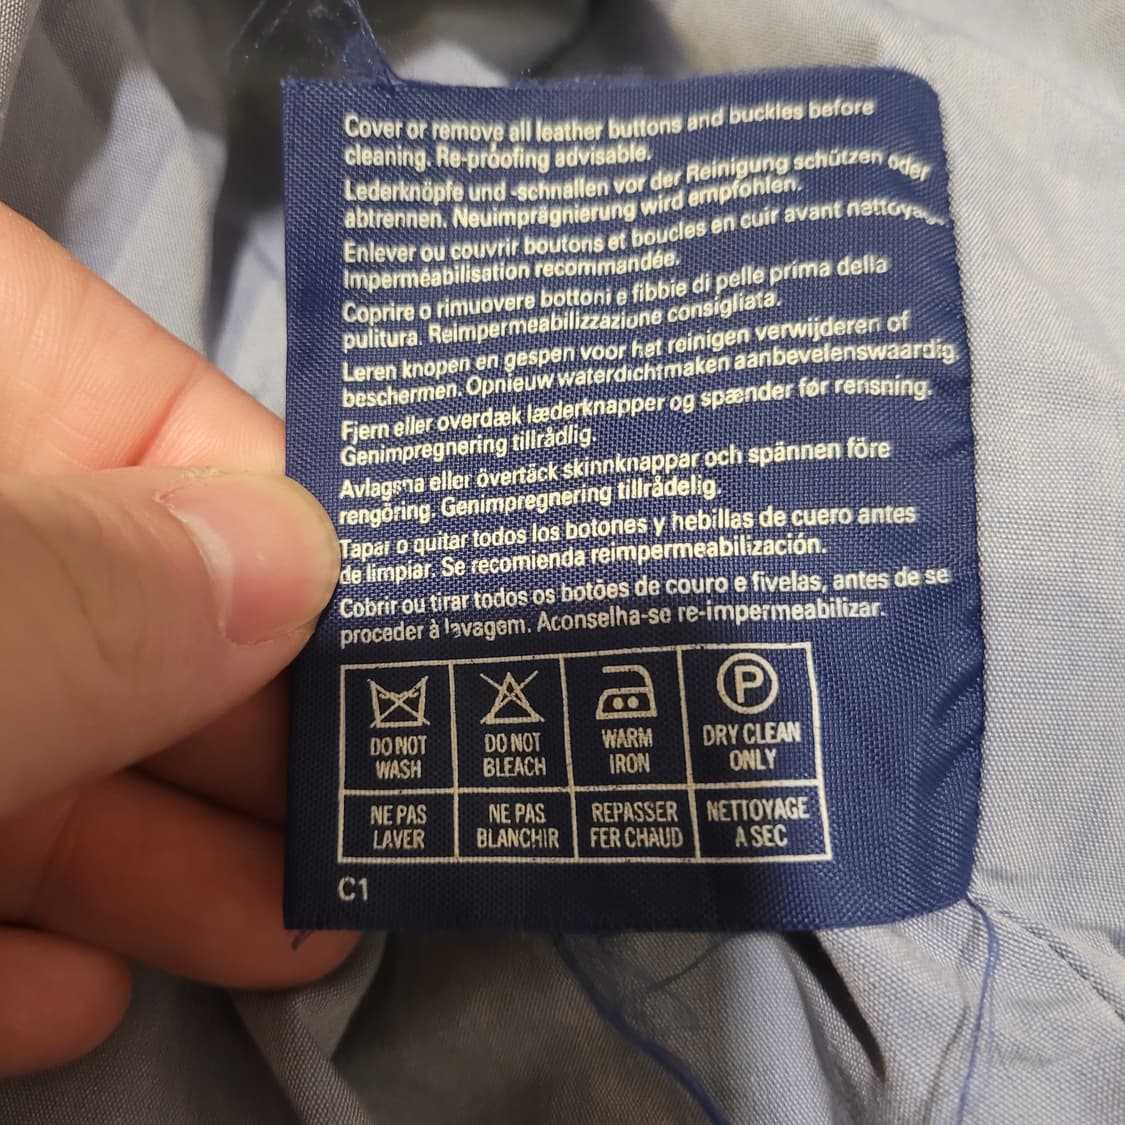 Cover or remove all leather buttons and buckles before
cleaning. Re-proofing advisable.
Lederknöpfe und -schnallen vor der Reinigung schützen oder
abtrennen. Neuimprägnierung wird empfohlen.
Enlever ou couvrir boutons et boucles en cuir avant nettoyage.
Imperméabilisation recommandée.
Coprire o rimuovere bottoni e fibbie di pelle prima della
pulitura. Reimpermeabilizzazione consigliata.
Leren knopen en gespen voor het reinigen verwijderen of
beschermen. Opnieuw waterdichtmaken aanbevelenswaardig.
Fjern eller overdæk læderknapper og spænder før rensning.
Genimpregnering tillrådlig.
Avlagsna eller övertäck skinnknappar och spännen före
rengöring. Genimpregnering tillrådelig.
Tapar o quitar todos los botones y hebillas de cuero antes
de limpiar. Se recomienda reimpermeabilización.
Cobrir ou tirar todos os botões de couro e fivelas, antes de se
proceder à lavagem. Aconselha-se re-impermeabilizar.
P
DO NOT WASH
DO NOT BLEACH
WARM IRON
DRY CLEAN ONLY
NE PAS LAVER
NE PAS BLANCHIR
REPASSER FER CHAUD
NETTOYAGE A SEC
C1